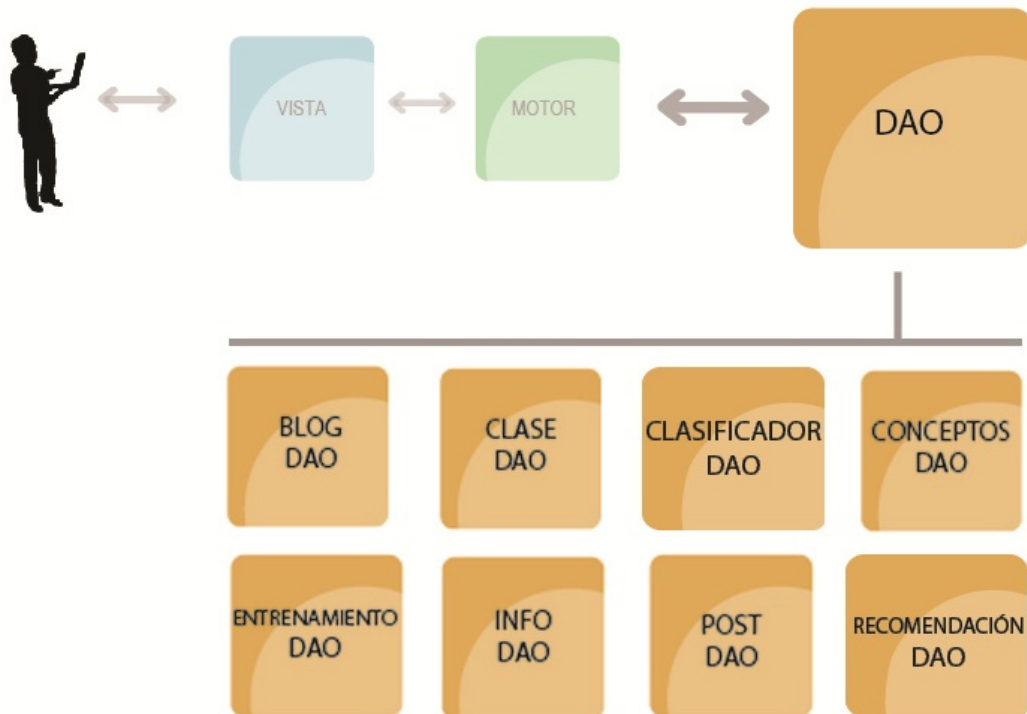 VISTA
MOTOR
DAO
BLOG
DAO
CLASE
DAO
CLASIFICADOR
DAO
CONCEPTOS
DAO
ENTRENAMIENTO
DAO
INFO
DAO
POST
DAO
RECOMENDACIÓN
DAO